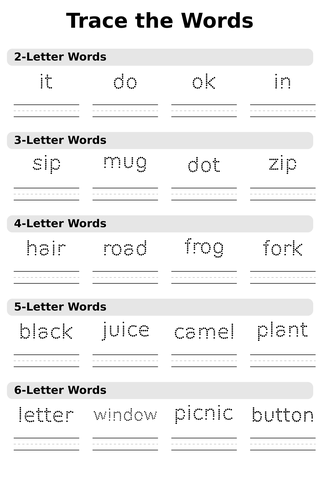 Trace the Words
2-Letter Words
it do ok in
3-Letter Words
sip mug dot zip
4-Letter Words
hair road frog fork
5-Letter Words
black juice camel plant
6-Letter Words
letter window picnic button